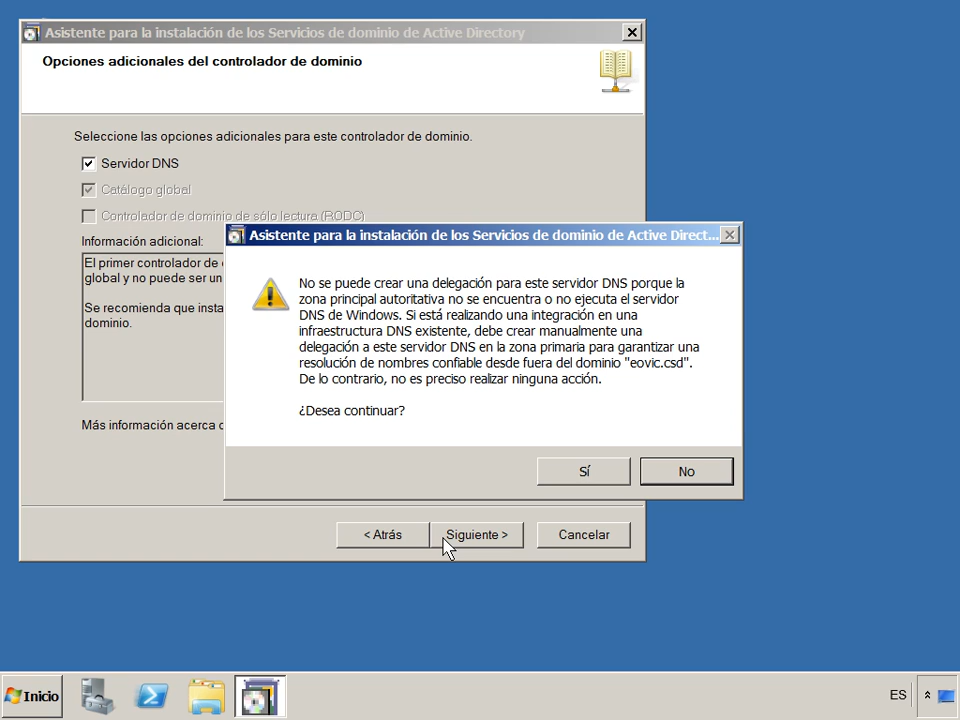 Asistente para la instalación de los Servicios de dominio de Active Directory
Opciones adicionales del controlador de dominio
Seleccione las opciones adicionales para este controlador de dominio.
Servidor DNS
Catálogo global
Controlador de dominio de sólo lectura (RODC)
Información adicional:
El primer controlador de
global y no puede ser un
Se recomienda que insta
dominio.
Más información acerca
Asistente para la instalación de los Servicios de dominio de Active Direct...
No se puede crear una delegación para este servidor DNS porque la
zona principal autoritativa no se encuentra o no ejecuta el servidor
DNS de Windows. Si está realizando una integración en una
infraestructura DNS existente, debe crear manualmente una
delegación a este servidor DNS en la zona primaria para garantizar una
resolución de nombres confiable desde fuera del dominio "eovic.csd".
De lo contrario, no es preciso realizar ninguna acción.
¿Desea continuar?
Sí
No
< Atrás
Siguiente >
Cancelar
Inicio
ES